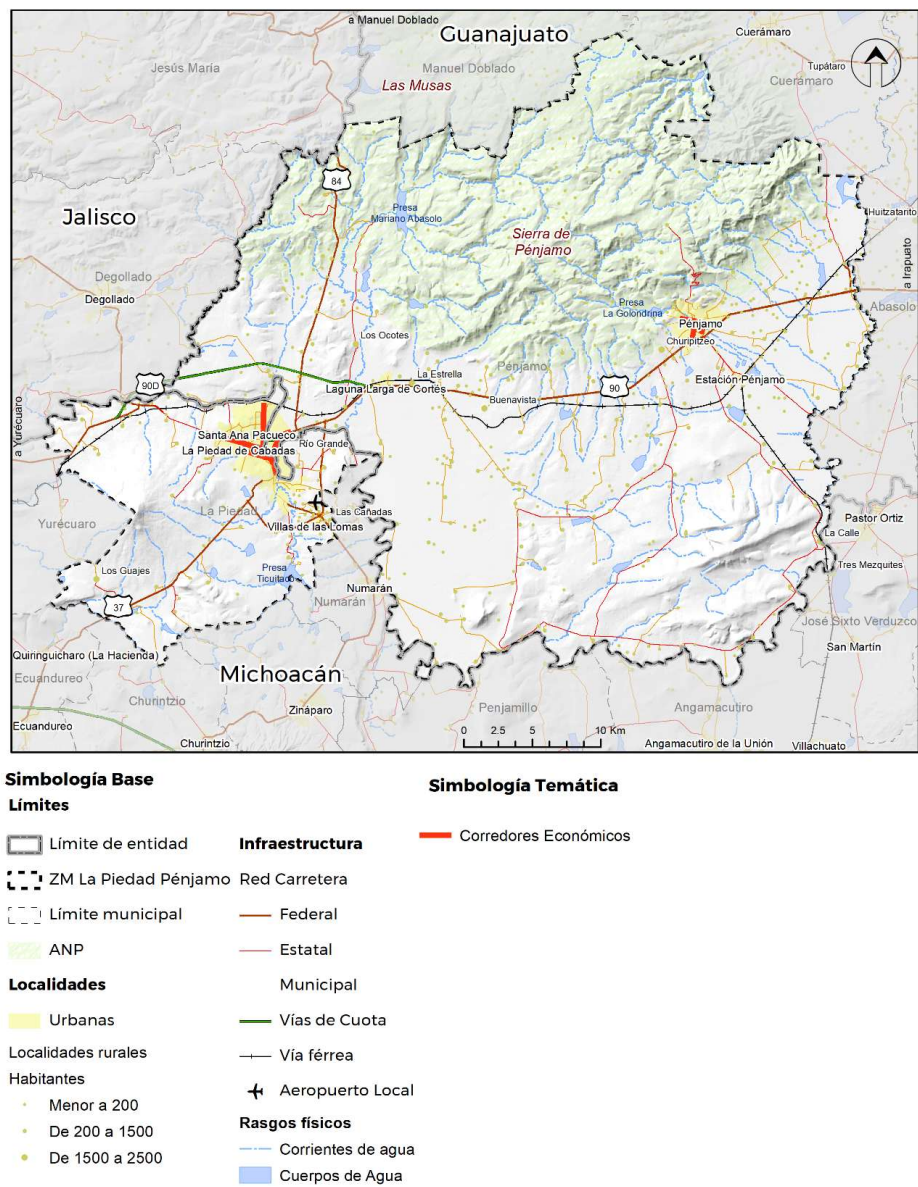 a Manuel Doblado
Guanajuato
Cuerámaro
Jesús María
Manuel Doblado
Tupátaro
Cuerámaro
Las Musas
84
Jalisco
Presa
Mariano Abasolo
Huitzatarito
Sierra de
Pénjamo
a Irapuato
Degollado
Degollado
Presa
La Golondrina
Abasolo
Pénjamo
Los Ocotes
Churipitzeo
Pénjamo
La Estrella
90D
Laguna Larga de Cortés
90
Estación Pénjamo
Buenavista
a Yurécuaro
Santa Ana Pacueco
Río Grande
La Piedad de Cabadas
La Piedad
Las Cañadas
Yurécuaro
Villas de las Lomas
Pastor Ortiz
La Calle
Los Guajes
Presa
Ticuitaco
Tres Mezquites
Numarán
Numarán
37
José Sixto Verduzco
Quiringuicharo (La Hacienda)
San Martín
Ecuandureo
Michoacán
Churintzio
Zináparo
Penjamillo
Angamacutiro
Ecuandureo
0 2.5 5 10 Km
Churintzio
Angamacutiro de la Unión
Villachuato
Simbología Base
Límites
Límite de entidad
ZM La Piedad Pénjamo
Límite municipal
ANP
Localidades
Urbanas
Localidades rurales
Habitantes
Menor a 200
De 200 a 1500
De 1500 a 2500
Infraestructura
Red Carretera
Federal
Estatal
Municipal
Vías de Cuota
Vía férrea
Aeropuerto Local
Rasgos físicos
Corrientes de agua
Cuerpos de Agua
Simbología Temática
Corredores Económicos